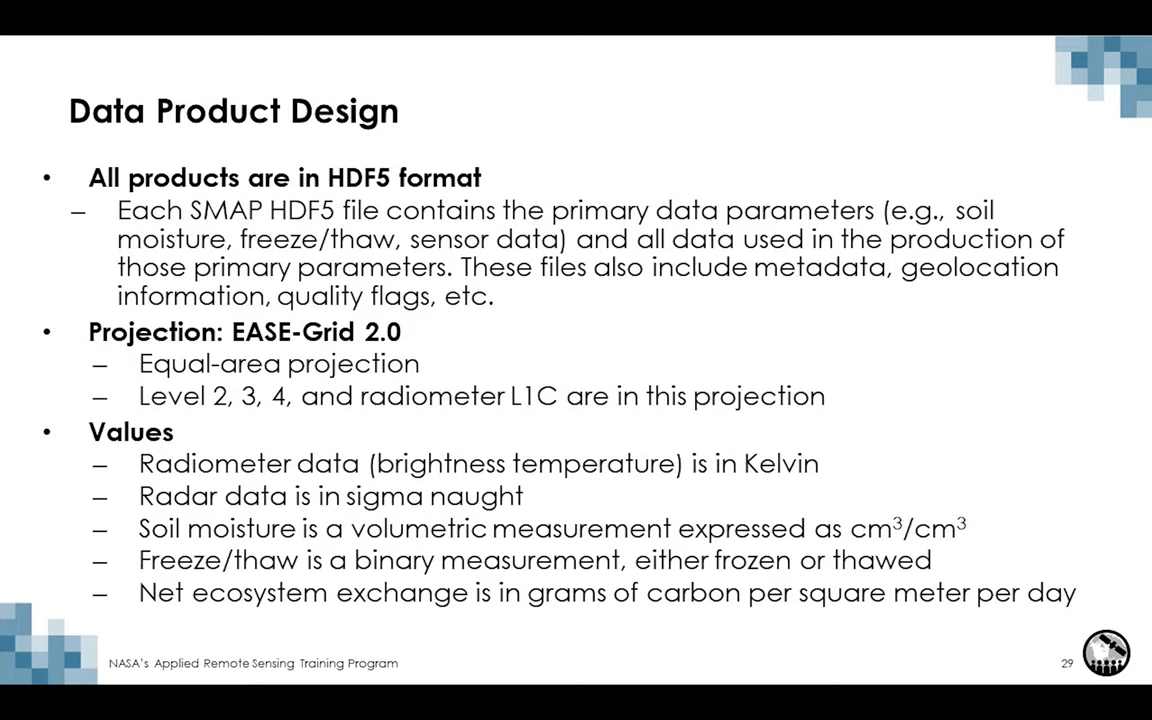 Data Product Design
• All products are in HDF5 format
– Each SMAP HDF5 file contains the primary data parameters (e.g., soil
moisture, freeze/thaw, sensor data) and all data used in the production of
those primary parameters. These files also include metadata, geolocation
information, quality flags, etc.
• Projection: EASE-Grid 2.0
– Equal-area projection
– Level 2, 3, 4, and radiometer L1C are in this projection
• Values
– Radiometer data (brightness temperature) is in Kelvin
– Radar data is in sigma naught
– Soil moisture is a volumetric measurement expressed as cm³/cm³
– Freeze/thaw is a binary measurement, either frozen or thawed
– Net ecosystem exchange is in grams of carbon per square meter per day
NASA's Applied Remote Sensing Training Program
29